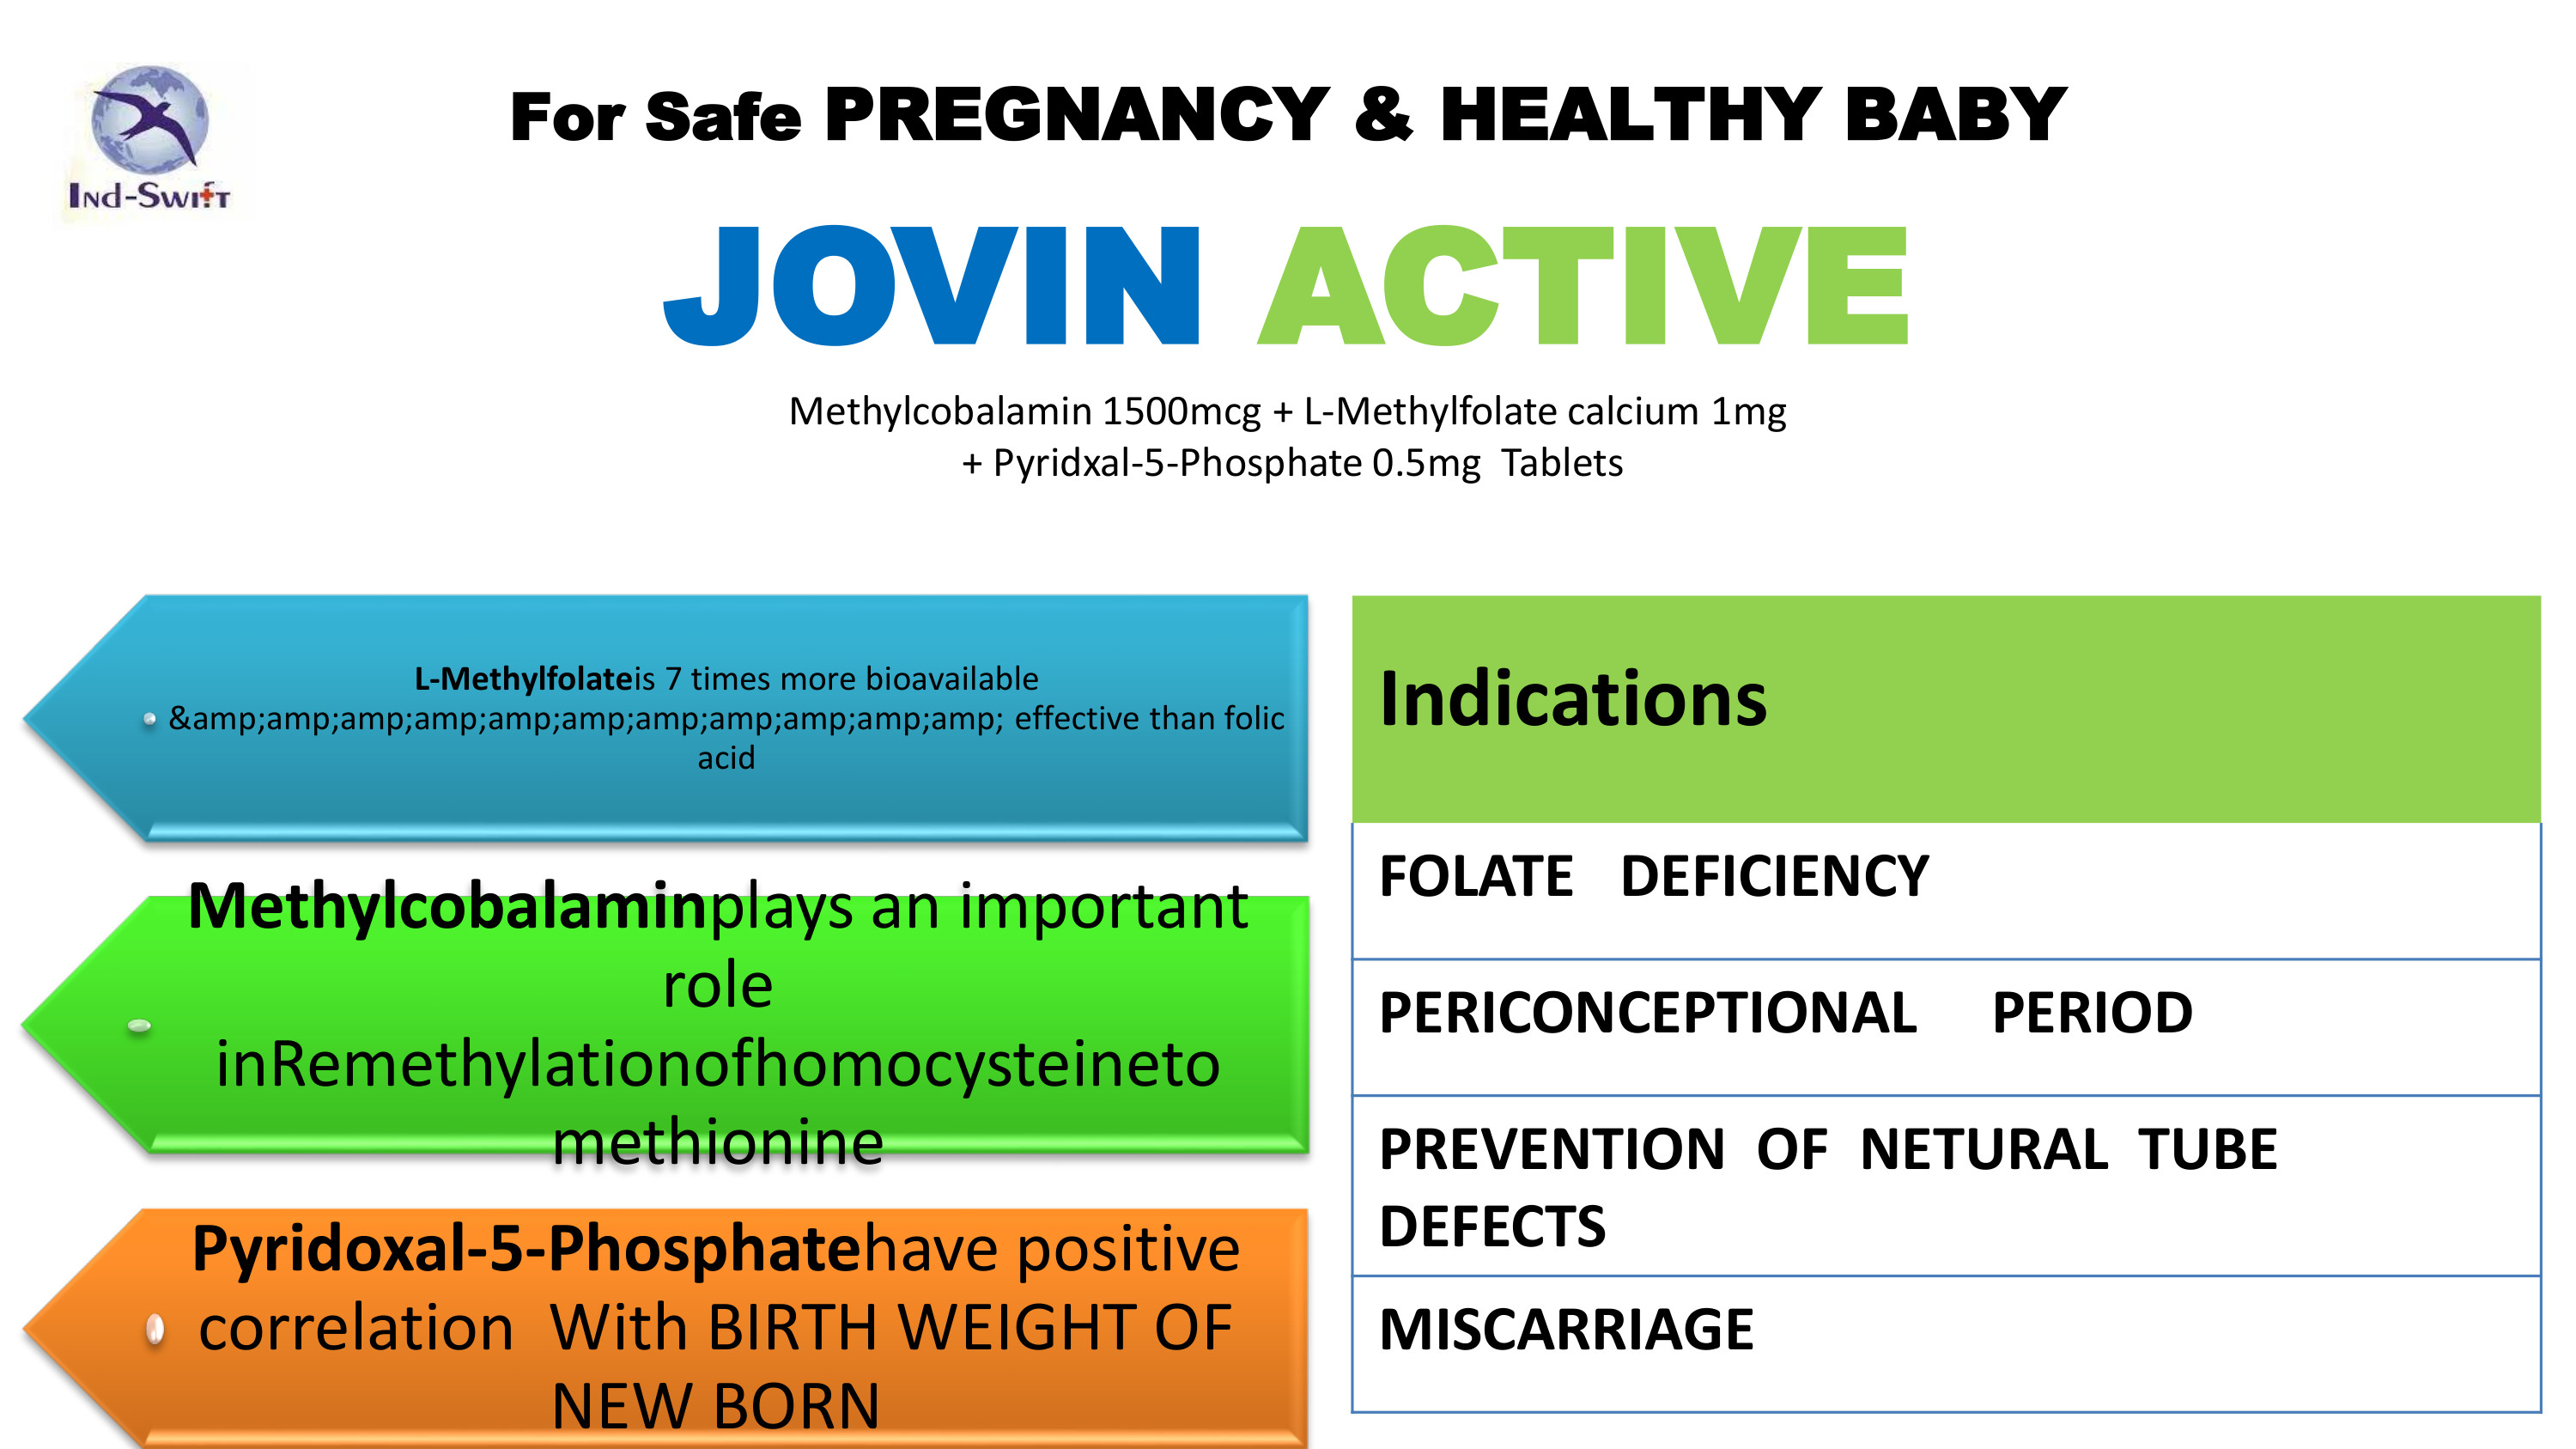 IND-SWIFT
For Safe PREGNANCY & HEALTHY BABY
JOVIN ACTIVE
Methylcobalamin 1500mcg + L-Methylfolate calcium 1mg
+ Pyridxal-5-Phosphate 0.5mg Tablets
L-Methylfolateis 7 times more bioavailable
&amp;amp;amp;amp;amp;amp;amp;amp;amp;amp;amp; effective than folic
acid
Methylcobalaminplays an important
role
inRemethylationofhomocysteineto
methionine
Pyridoxal-5-Phosphatehave positive
correlation With BIRTH WEIGHT OF
NEW BORN
Indications
FOLATE DEFICIENCY
PERICONCEPTIONAL PERIOD
PREVENTION OF NETURAL TUBE
DEFECTS
MISCARRIAGE